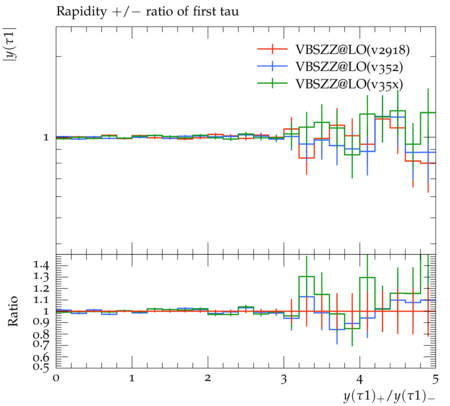 Rapidity +/− ratio of first tau
|y(τ1)
VBSZZ@LO(v2918)
VBSZZ@LO(v352)
VBSZZ@LO(v35x)
1
1.4
1.3
1.2
1.1
1
0.9
0.8
0.7
0.6
0.5
Ratio
0 1 2 3 4 5
y(τ1)+/y(τ1)−